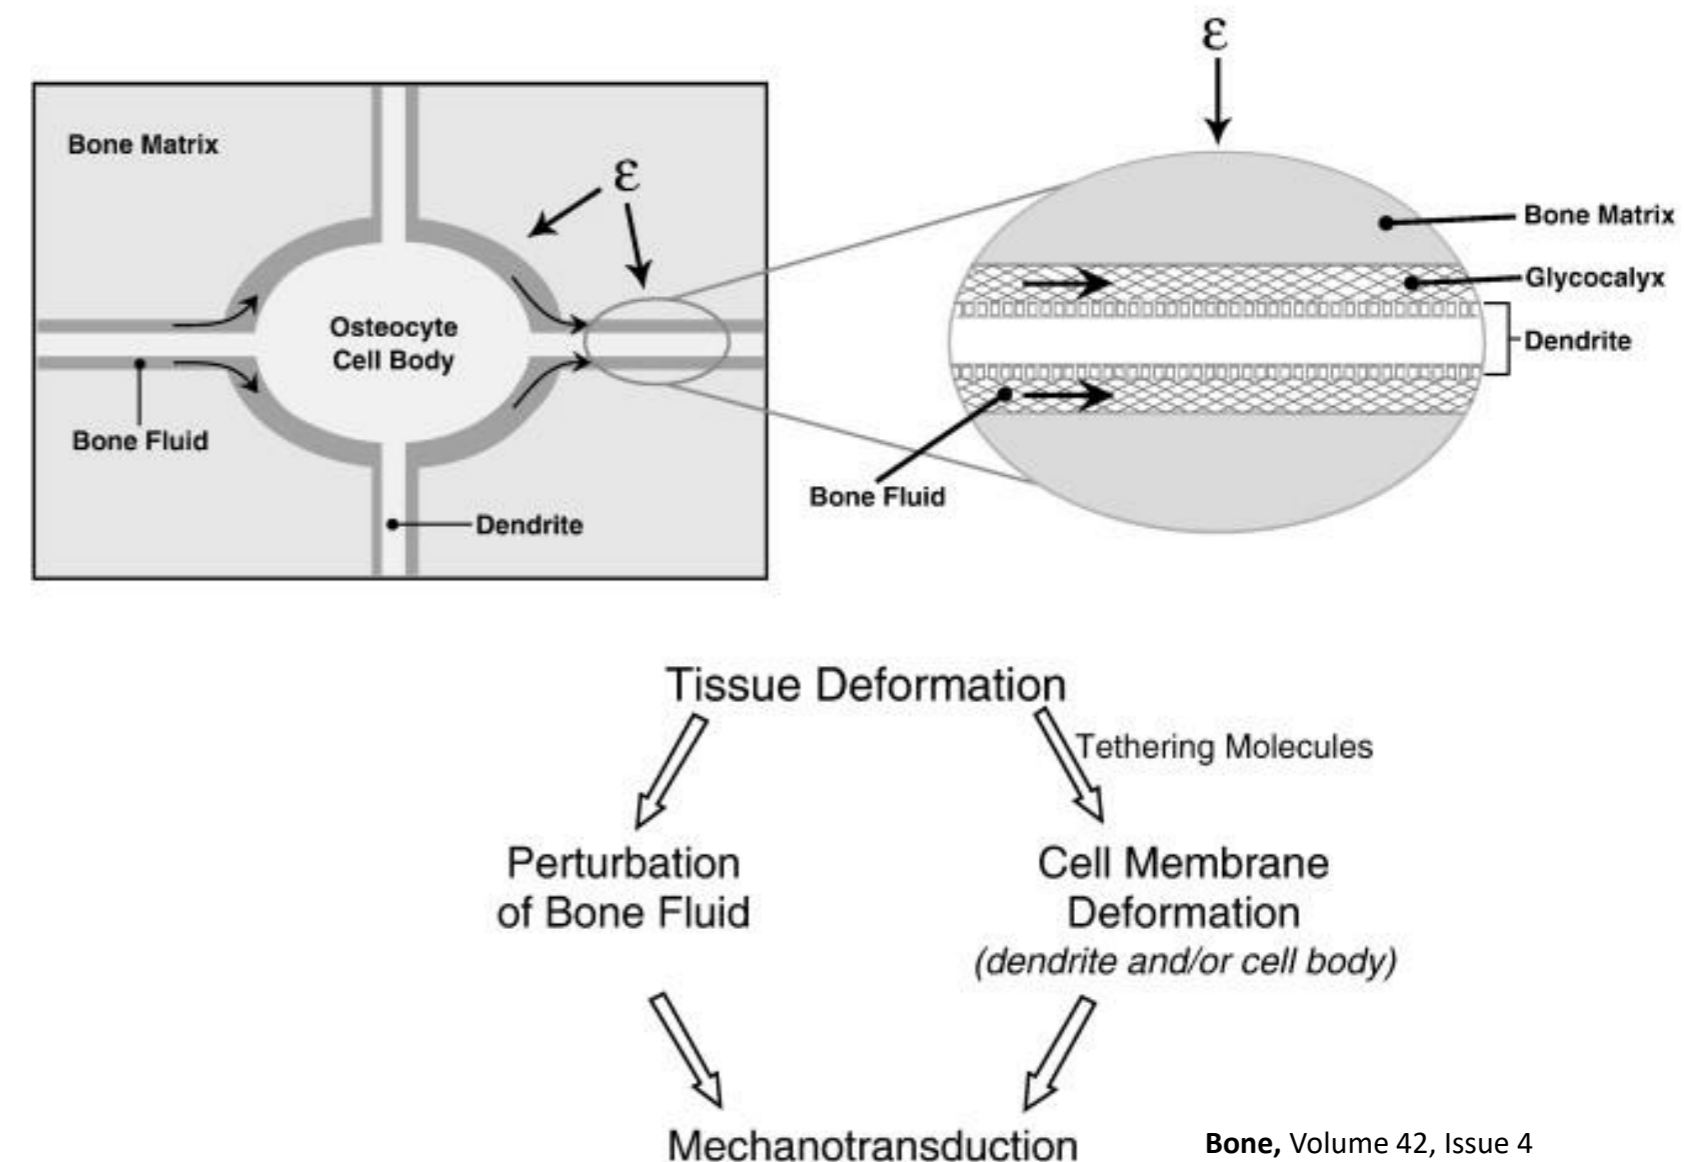 ε
Bone Matrix
ε
Osteocyte
Cell Body
Bone Fluid
Dendrite
Bone Matrix
Glycocalyx
Dendrite
Bone Fluid
Tissue Deformation
Tethering Molecules
Perturbation
of Bone Fluid
Cell Membrane
Deformation
(dendrite and/or cell body)
Mechanotransduction
Bone, Volume 42, Issue 4